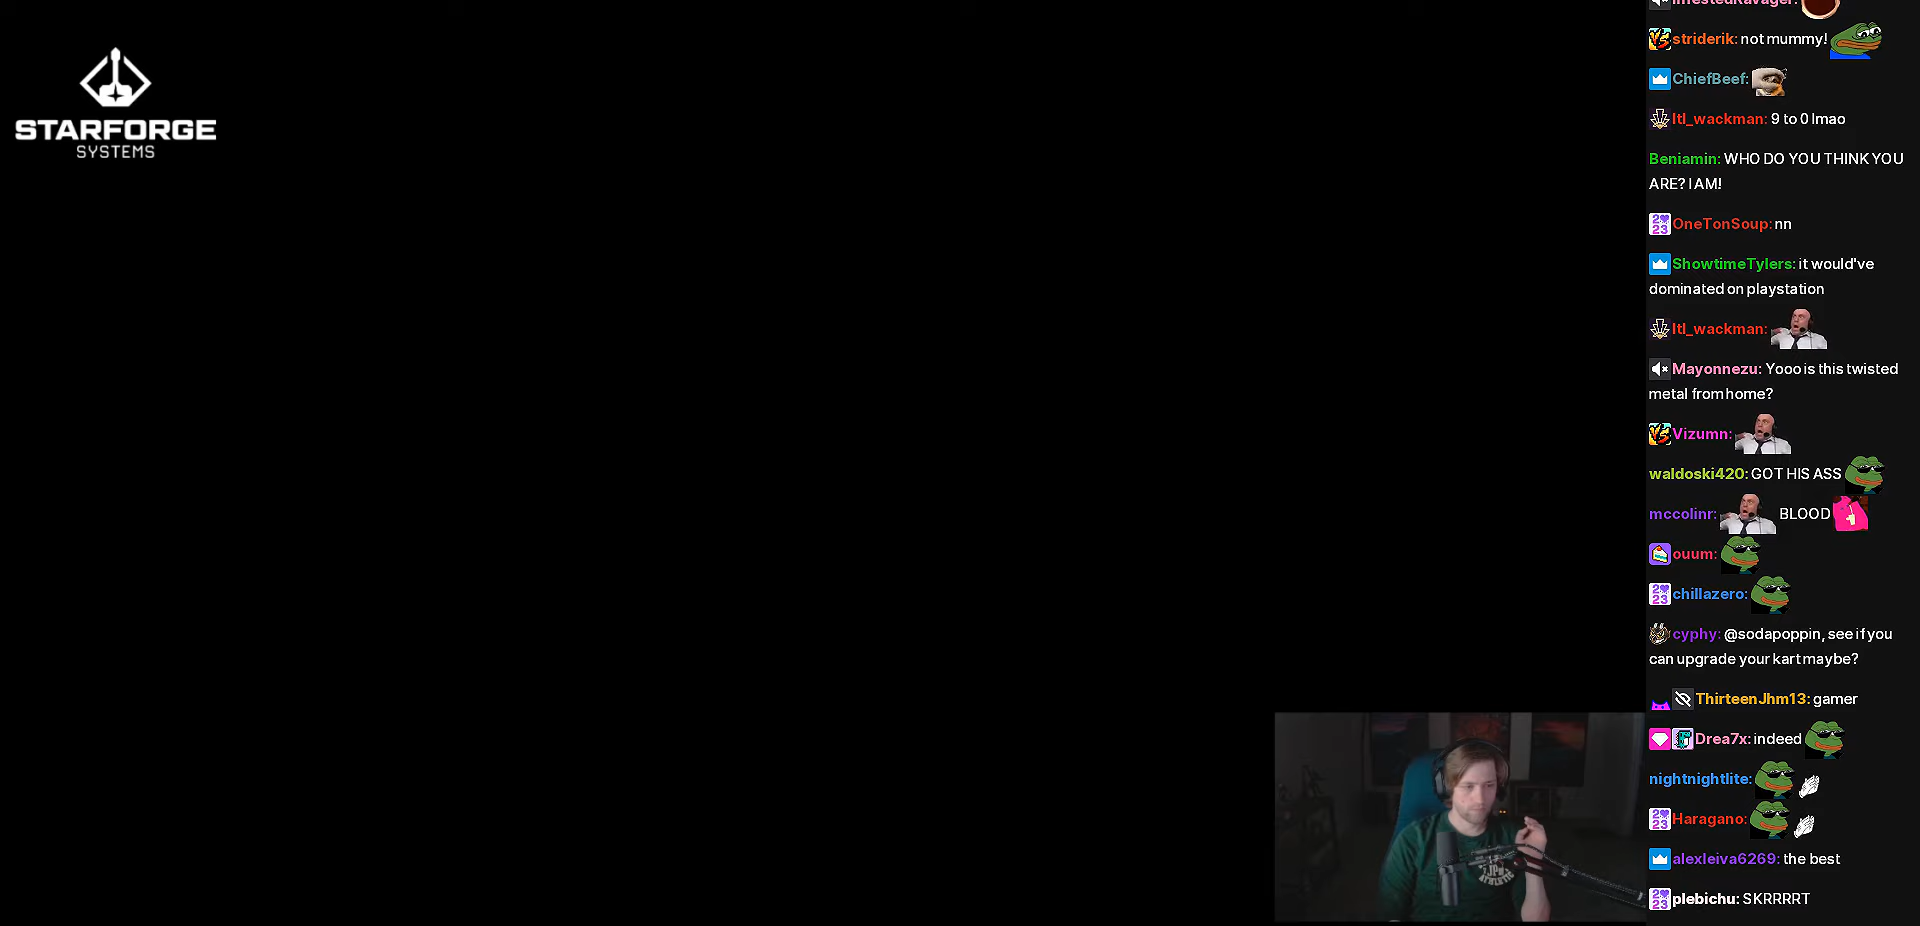 STARFORGE
SYSTEMS
striderik: not mummy!
ChiefBeef:
ltl_wackman: 9 to 0 lmao
Beniamin: WHO DO YOU THINK YOU
ARE? I AM!
OneTonSoup: nn
ShowtimeTylers: it would've
dominated on playstation
ltl_wackman:
Mayonnezu: Yooo is this twisted
metal from home?
Vizumn:
waldoski420: GOT HIS ASS
mccolinr: BLOOD
ouum:
chillazero:
cyphy: @sodapoppin, see if you
can upgrade your kart maybe?
ThirteenJhm13: gamer
Drea7x: indeed
nightnightlite:
Haragano:
alexleiva6269: the best
plebichu: SKRRRRT